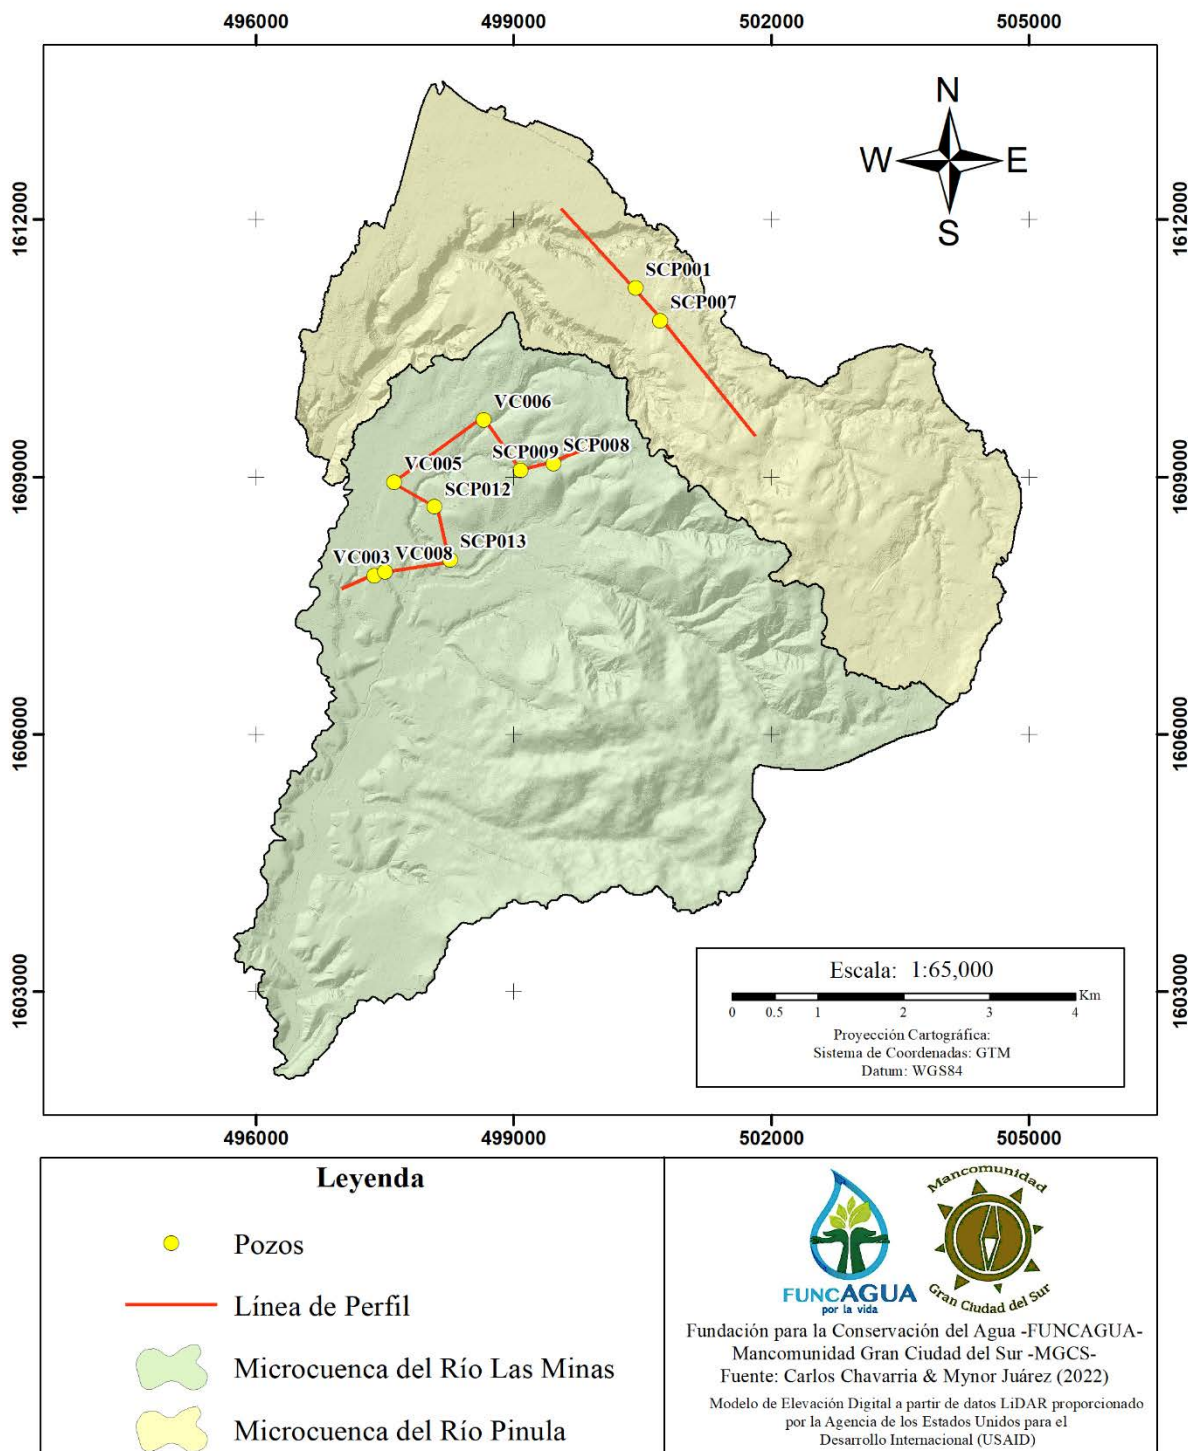 496000
499000
502000
505000
N
W
E
S
1612000
1612000
SCP001
SCP007
VC006
SCP009
SCP008
VC005
1609000
1609000
SCP012
SCP013
VC003
VC008
1606000
1606000
Escala: 1:65,000
Km
0 0.5 1 2 3 4
Proyección Cartográfica:
Sistema de Coordenadas: GTM
Datum: WGS84
1603000
1603000
496000
499000
502000
505000
Leyenda
Pozos
Línea de Perfil
Microcuenca del Río Las Minas
Microcuenca del Río Pinula
FUNCAGUA
por la vida
Mancomunidad
Gran Ciudad del Sur
Fundación para la Conservación del Agua -FUNCAGUA-
Mancomunidad Gran Ciudad del Sur -MGCS-
Fuente: Carlos Chavarria & Mynor Juárez (2022)
Modelo de Elevación Digital a partir de datos LiDAR proporcionado
por la Agencia de los Estados Unidos para el
Desarrollo Internacional (USAID)